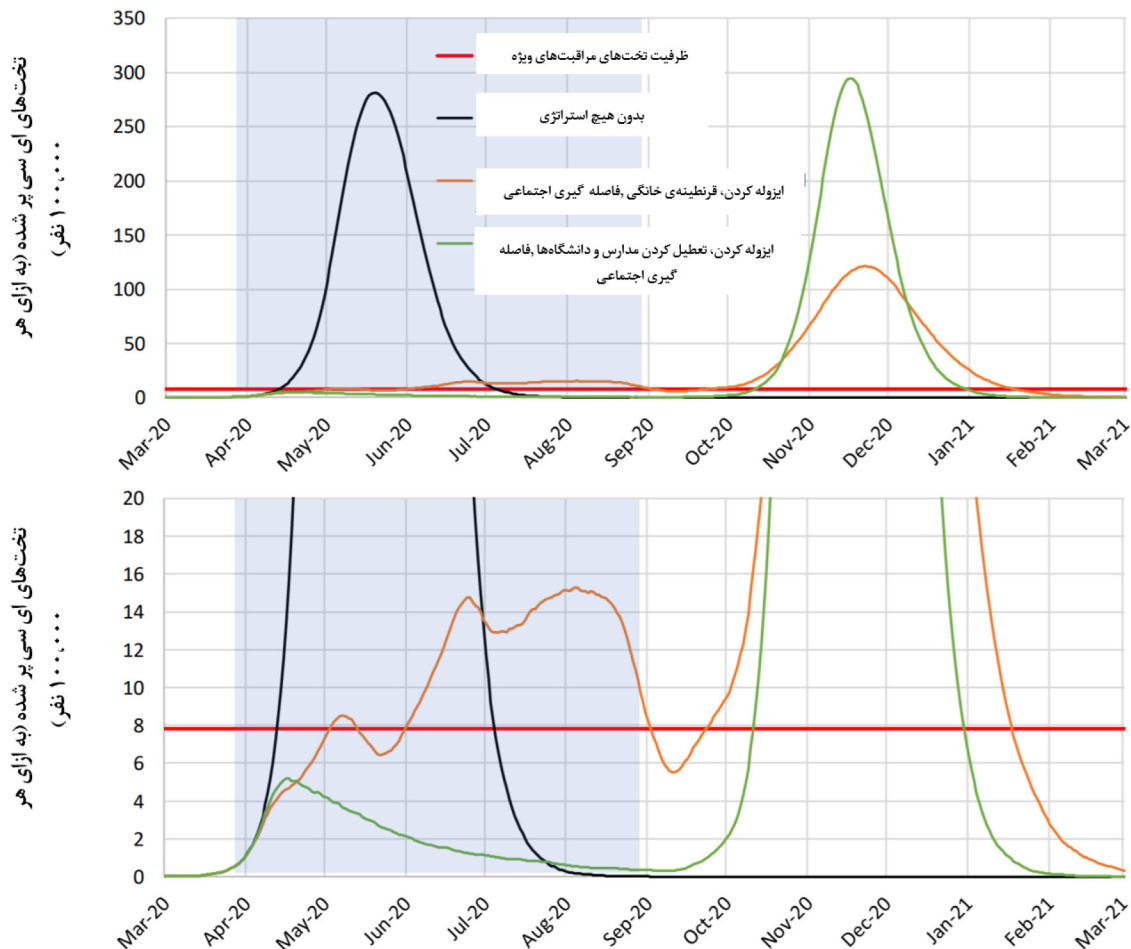 350
300
250
200
150
100
50
0
تخت‌های ای سی پر شده (به ازای هر
۱۰۰،۰۰۰ نفر)
ظرفیت تخت‌های مراقبت‌های ویژه
بدون هیچ استراتژی
ایزوله کردن، قرنطینه‌ی خانگی ,فاصله گیری اجتماعی
ایزوله کردن، تعطیل کردن مدارس و دانشگاه‌ها ,فاصله
گیری اجتماعی
Mar-20
Apr-20
May-20
Jun-20
Jul-20
Aug-20
Sep-20
Oct-20
Nov-20
Dec-20
Jan-21
Feb-21
Mar-21
20
18
16
14
12
10
8
6
4
2
0
تخت‌های ای سی پر شده (به ازای هر
۱۰۰،۰۰۰ نفر)
Mar-20
Apr-20
May-20
Jun-20
Jul-20
Aug-20
Sep-20
Oct-20
Nov-20
Dec-20
Jan-21
Feb-21
Mar-21